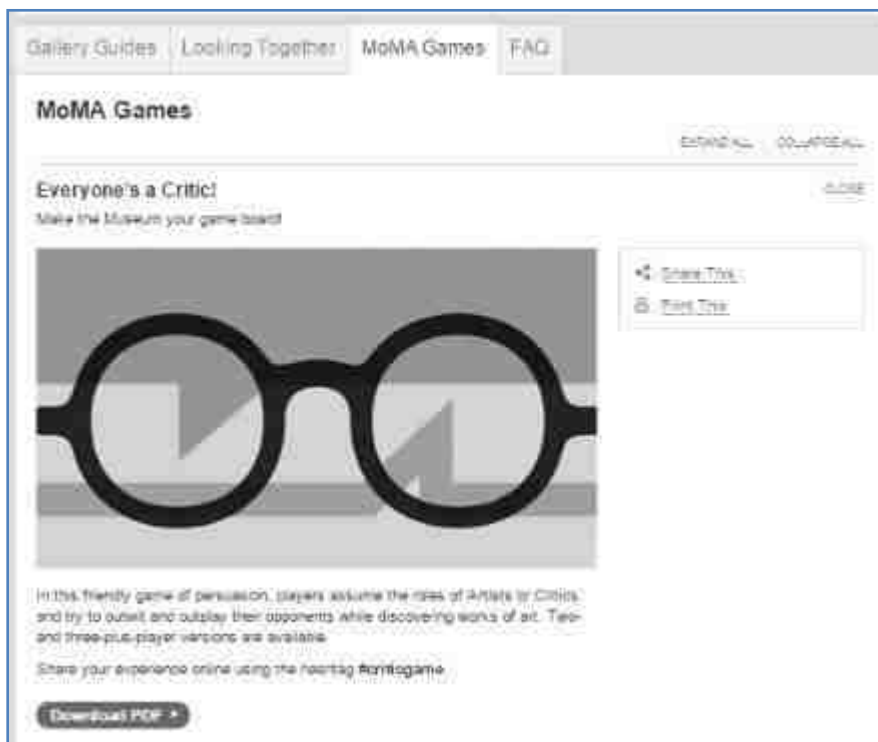 Gallery Guides Looking Together MoMA Games FAQ
MoMA Games
EXPAND ALL COLLAPSE ALL
Everyone's a Critic!
CLOSE
Make the Museum your game board!
Share This
Print This
In this friendly game of persuasion, players assume the roles of Artists or Critics
and try to outwit and outplay their opponents while discovering works of art. Two-
and three-plus-player versions are available.
Share your experience online using the hashtag #criticsgame.
Download PDF